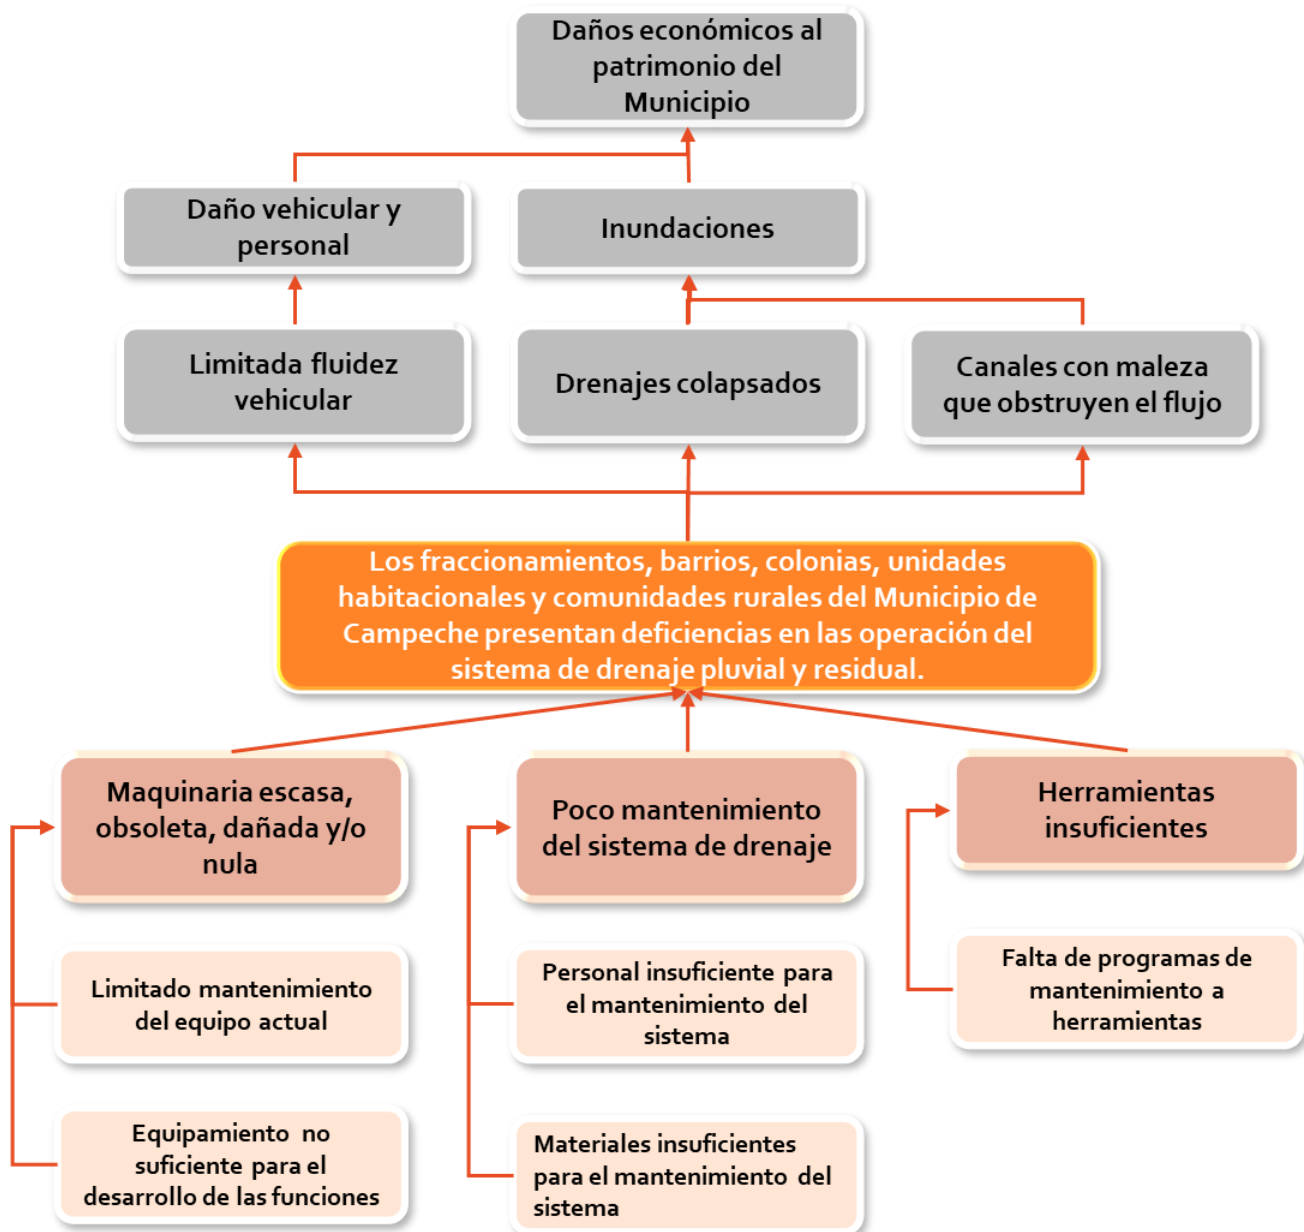 Daños económicos al
patrimonio del
Municipio
Daño vehicular y
personal
Inundaciones
Limitada fluidez
vehicular
Drenajes colapsados
Canales con maleza
que obstruyen el flujo
Los fraccionamientos, barrios, colonias, unidades
habitacionales y comunidades rurales del Municipio de
Campeche presentan deficiencias en las operación del
sistema de drenaje pluvial y residual.
Maquinaria escasa,
obsoleta, dañada y/o
nula
Poco mantenimiento
del sistema de drenaje
Herramientas
insuficientes
Limitado mantenimiento
del equipo actual
Personal insuficiente para
el mantenimiento del
sistema
Falta de programas de
mantenimiento a
herramientas
Equipamiento no
suficiente para el
desarrollo de las funciones
Materiales insuficientes
para el mantenimiento del
sistema